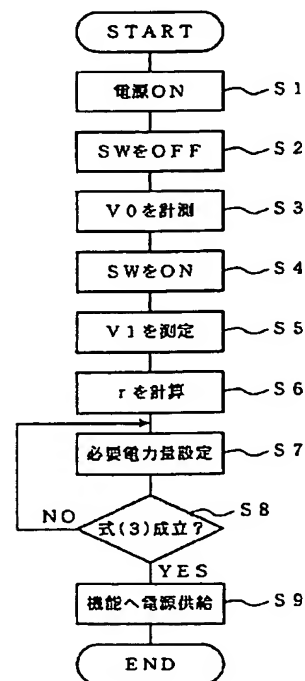 START
電源ON S1
SWをOFF S2
V0を計測 S3
SWをON S4
V1を測定 S5
rを計算 S6
必要電力量設定 S7
式(3)成立? S8
NO
YES
機能へ電源供給 S9
END